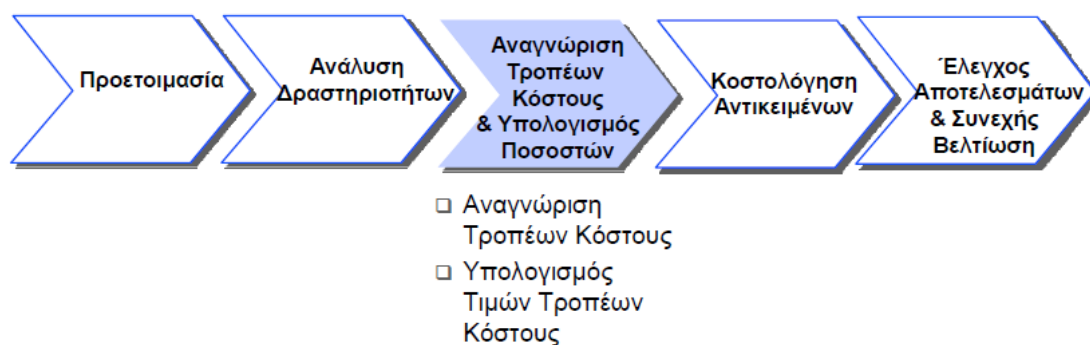 Προετοιμασία
Ανάλυση
Δραστηριοτήτων
Αναγνώριση
Τροπέων
Κόστους
& Υπολογισμός
Ποσοστών
Κοστολόγηση
Αντικειμένων
Έλεγχος
Αποτελεσμάτων
& Συνεχής
Βελτίωση
Αναγνώριση
Τροπέων Κόστους
Υπολογισμός
Τιμών Τροπέων
Κόστους